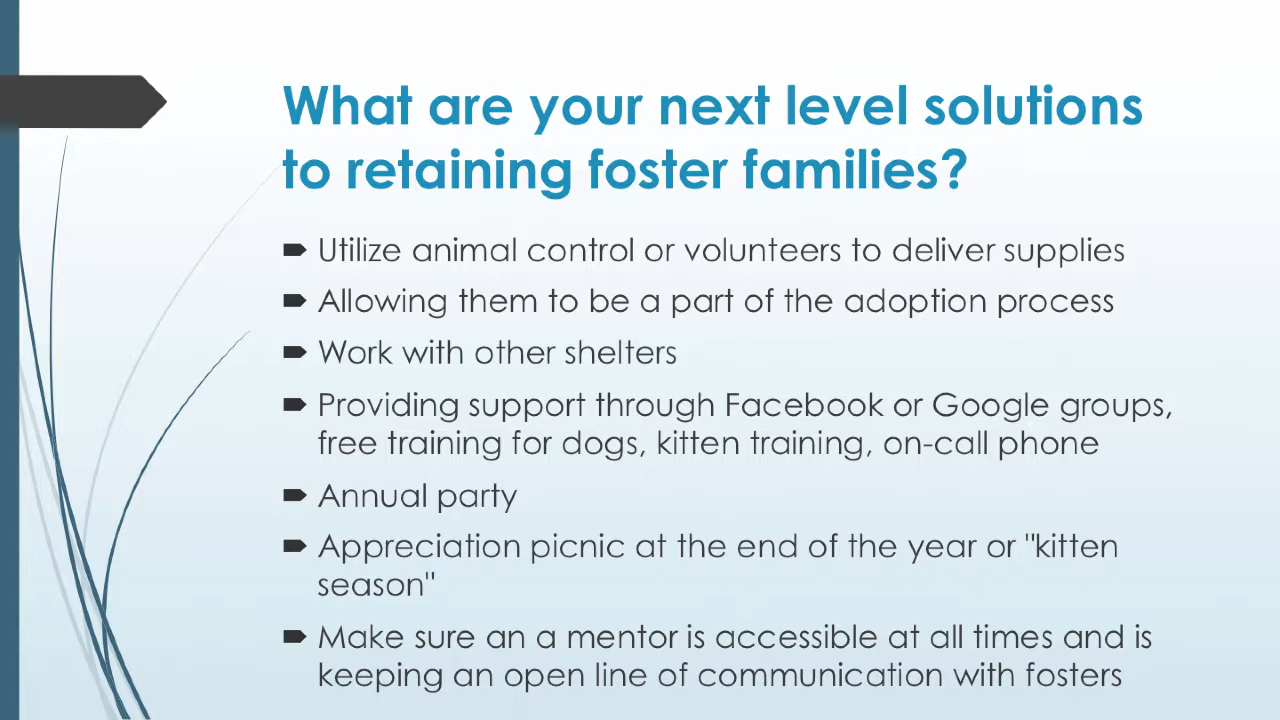 What are your next level solutions
to retaining foster families?
Utilize animal control or volunteers to deliver supplies
Allowing them to be a part of the adoption process
Work with other shelters
Providing support through Facebook or Google groups,
free training for dogs, kitten training, on-call phone
Annual party
Appreciation picnic at the end of the year or "kitten
season"
Make sure an a mentor is accessible at all times and is
keeping an open line of communication with fosters